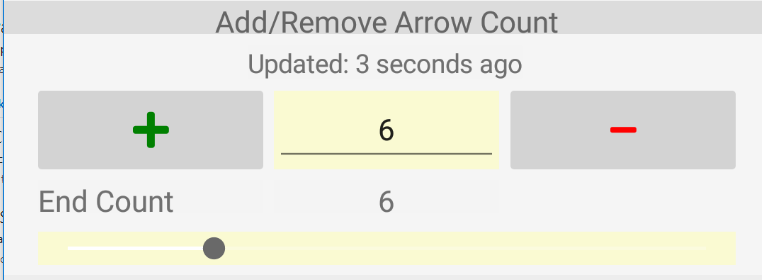 Add/Remove Arrow Count
Updated: 3 seconds ago
6
End Count 6